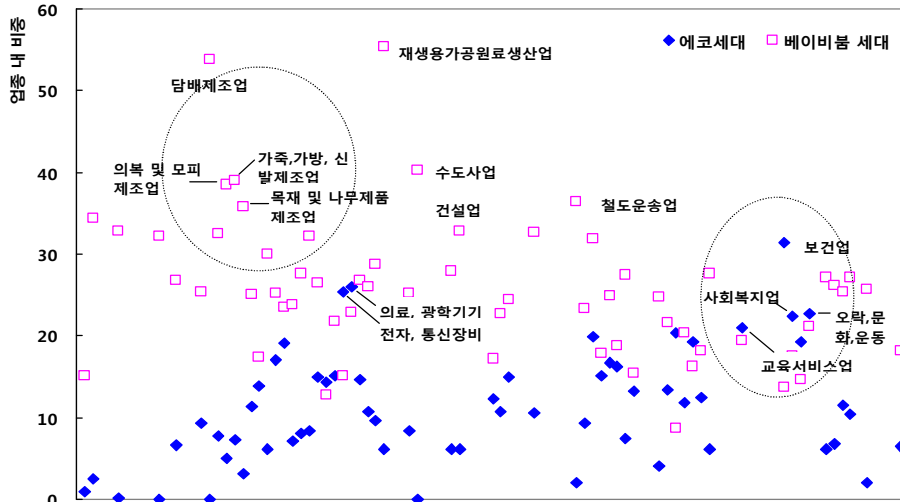 60
50
40
30
20
10
0
업종 내 비중
에코세대
베이비붐 세대
재생용가공원료생산업
담배제조업
의복 및 모피
제조업
가죽,가방, 신
발제조업
목재 및 나무제품
제조업
수도사업
건설업
철도운송업
의료, 광학기기
전자, 통신장비
보건업
사회복지업
오락,문
화,운동
교육서비스업